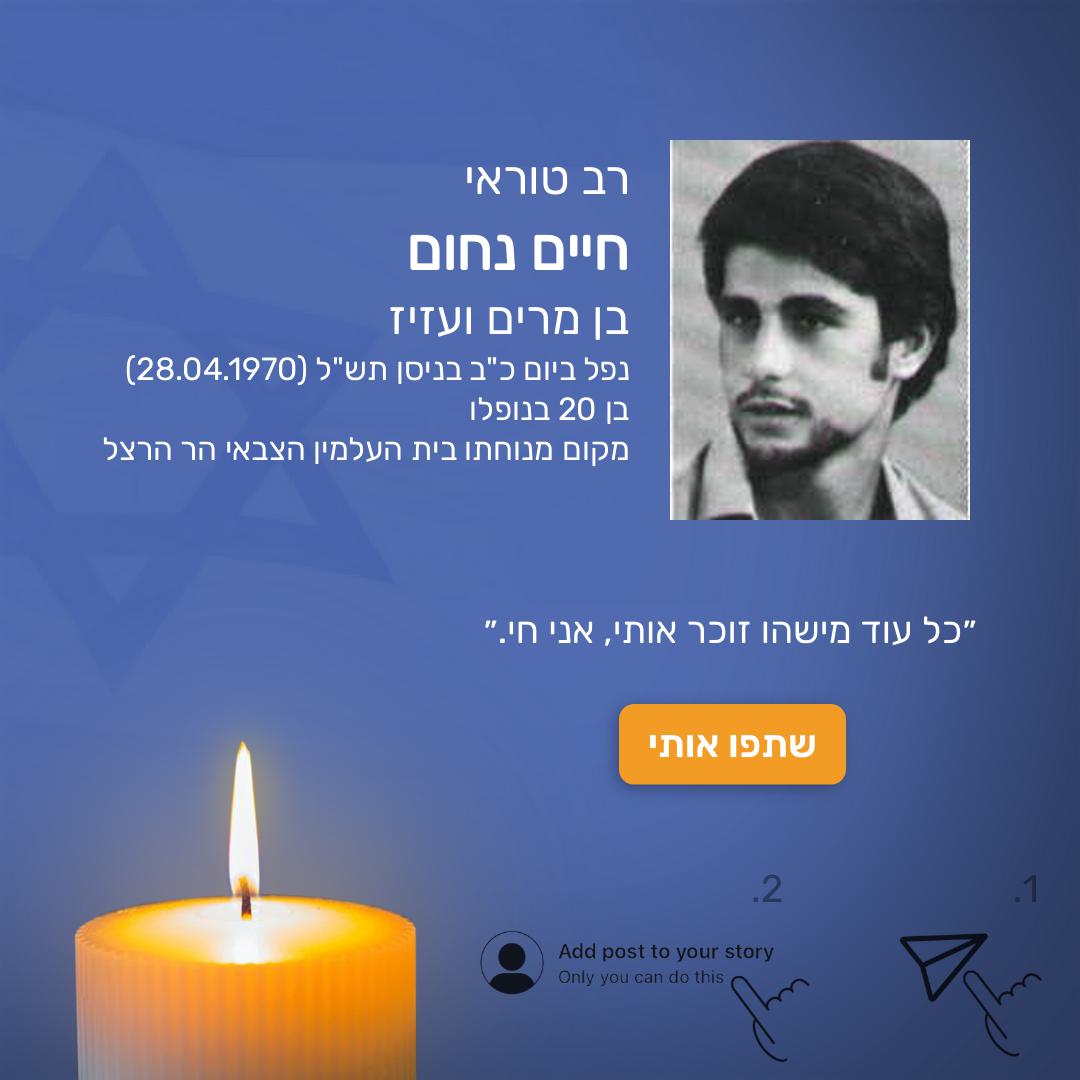 רב טוראי
חיים נחום
בן מרים ועזיז
נפל ביום כ"ב בניסן תש"ל (28.04.1970)
בן 20 בנופלו
מקום מנוחתו בית העלמין הצבאי הר הרצל
״כל עוד מישהו זוכר אותי, אני חי.״
שתפו אותי
.1
.2
Add post to your story
Only you can do this